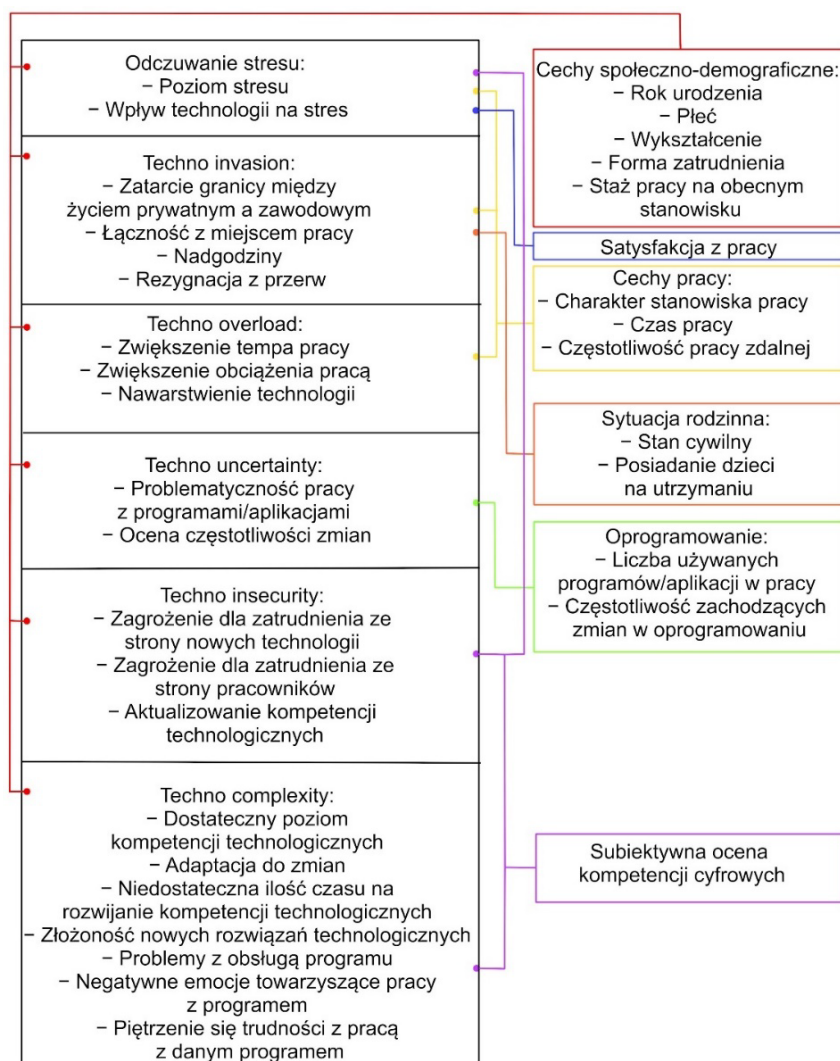 Odczuwanie stresu:
− Poziom stresu
− Wpływ technologii na stres
Techno invasion:
− Zatarcie granicy między
życiem prywatnym a zawodowym
− Łączność z miejscem pracy
− Nadgodziny
− Rezygnacja z przerw
Techno overload:
− Zwiększenie tempa pracy
− Zwiększenie obciążenia pracą
− Nawarstwienie technologii
Techno uncertainty:
− Problematyczność pracy
z programami/aplikacjami
− Ocena częstotliwości zmian
Techno insecurity:
− Zagrożenie dla zatrudnienia ze
strony nowych technologii
− Zagrożenie dla zatrudnienia ze
strony pracowników
− Aktualizowanie kompetencji
technologicznych
Techno complexity:
− Dostateczny poziom
kompetencji technologicznych
− Adaptacja do zmian
− Niedostateczna ilość czasu na
rozwijanie kompetencji technologicznych
− Złożoność nowych rozwiązań technologicznych
− Problemy z obsługą programu
− Negatywne emocje towarzyszące pracy
z programem
− Piętrzenie się trudności z pracą
z danym programem
Cechy społeczno-demograficzne:
− Rok urodzenia
− Płeć
− Wykształcenie
− Forma zatrudnienia
− Staż pracy na obecnym
stanowisku
Satysfakcja z pracy
Cechy pracy:
− Charakter stanowiska pracy
− Czas pracy
− Częstotliwość pracy zdalnej
Sytuacja rodzinna:
− Stan cywilny
− Posiadanie dzieci
na utrzymaniu
Oprogramowanie:
− Liczba używanych
programów/aplikacji w pracy
− Częstotliwość zachodzących
zmian w oprogramowaniu
Subiektywna ocena
kompetencji cyfrowych